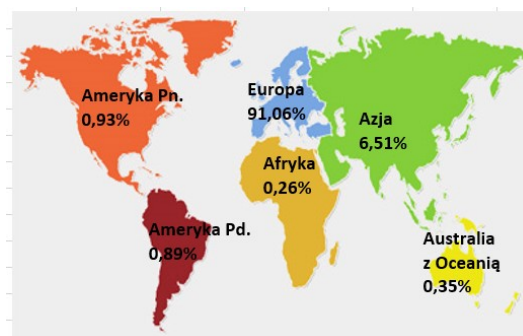 Ameryka Pn.
0,93%
Europa
91,06%
Azja
6,51%
Afryka
0,26%
Ameryka Pd.
0,89%
Australia
z Oceanią
0,35%